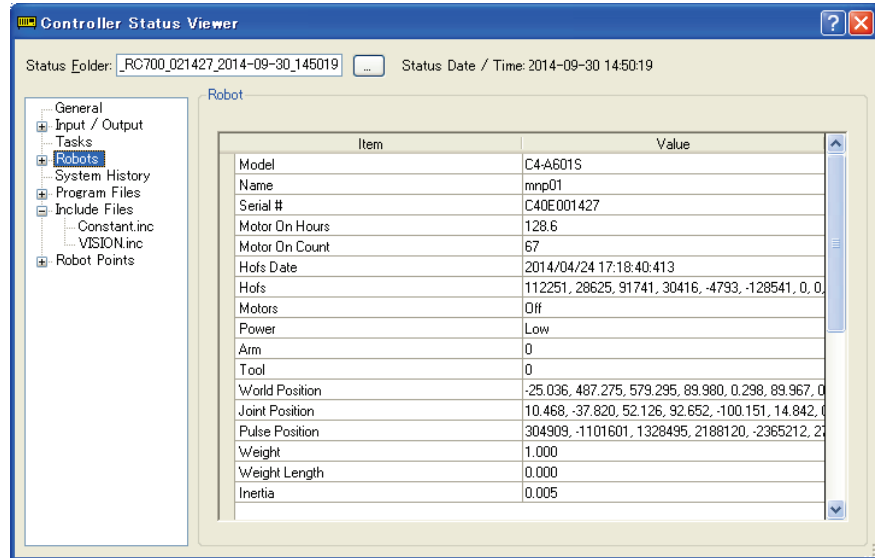 Controller Status Viewer
Status Folder: _RC700_021427_2014-09-30_145019 ... Status Date / Time: 2014-09-30 14:50:19
General
Input / Output
Tasks
Robots
System History
Program Files
Include Files
Constant.inc
VISION.inc
Robot Points
Robot
Item Value
Model C4-A601S
Name mnp01
Serial # C40E001427
Motor On Hours 128.6
Motor On Count 67
Hofs Date 2014/04/24 17:18:40:413
Hofs 112251, 28625, 91741, 30416, -4793, -128541, 0, 0,
Motors Off
Power Low
Arm 0
Tool 0
World Position -25.036, 487.275, 579.295, 89.980, 0.298, 89.967, 0
Joint Position 10.468, -37.820, 52.126, 92.652, -100.151, 14.842,
Pulse Position 304909, -1101601, 1328495, 2188120, -2365212,
Weight 1.000
Weight Length 0.000
Inertia 0.005